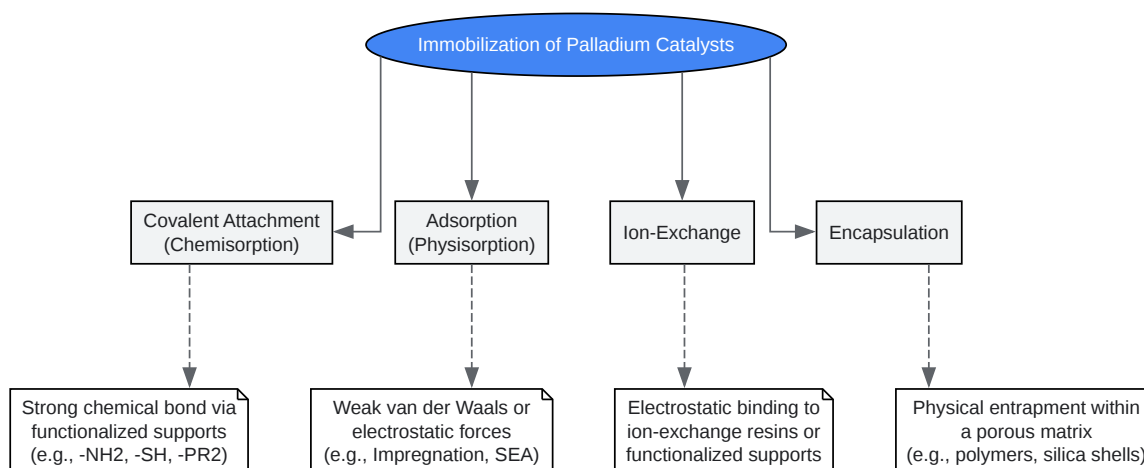 Immobilization of Palladium Catalysts
Covalent Attachment
(Chemisorption)
Adsorption
(Physisorption)
Ion-Exchange
Encapsulation
Strong chemical bond via
functionalized supports
(e.g., -NH2, -SH, -PR2)
Weak van der Waals or
electrostatic forces
(e.g., Impregnation, SEA)
Electrostatic binding to
ion-exchange resins or
functionalized supports
Physical entrapment within
a porous matrix
(e.g., polymers, silica shells)